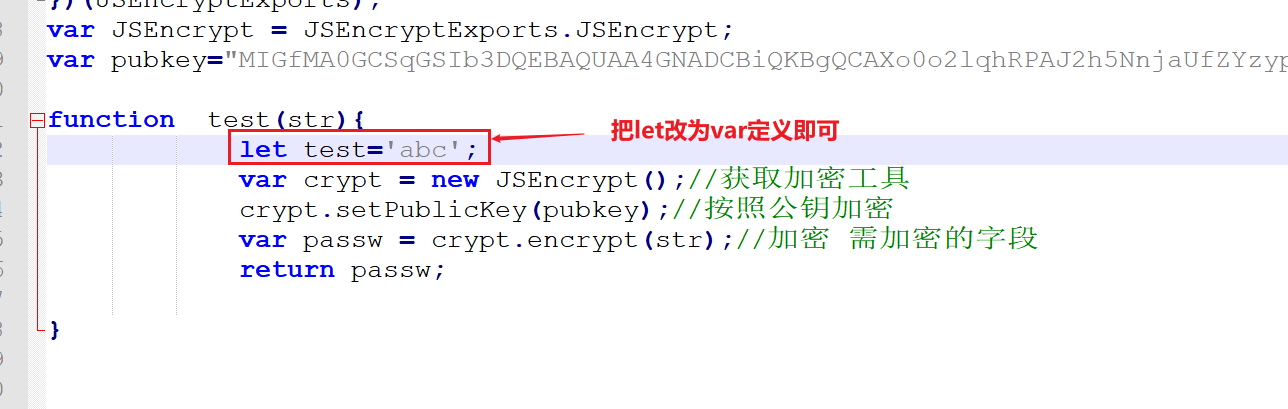 })(JSEncryptExports);
var JSEncrypt = JSEncryptExports.JSEncrypt;
var pubkey="MIGfMA0GCSqGSIb3DQEBAQUAA4GNADCBiQKBgQCAXo0o2lqhRPAJ2h5NnjaUfZYzyp
function  test(str){
把let改为var定义即可
let test='abc';
var crypt = new JSEncrypt();//获取加密工具
crypt.setPublicKey(pubkey);//按照公钥加密
var passw = crypt.encrypt(str);//加密 需加密的字段
return passw;
}